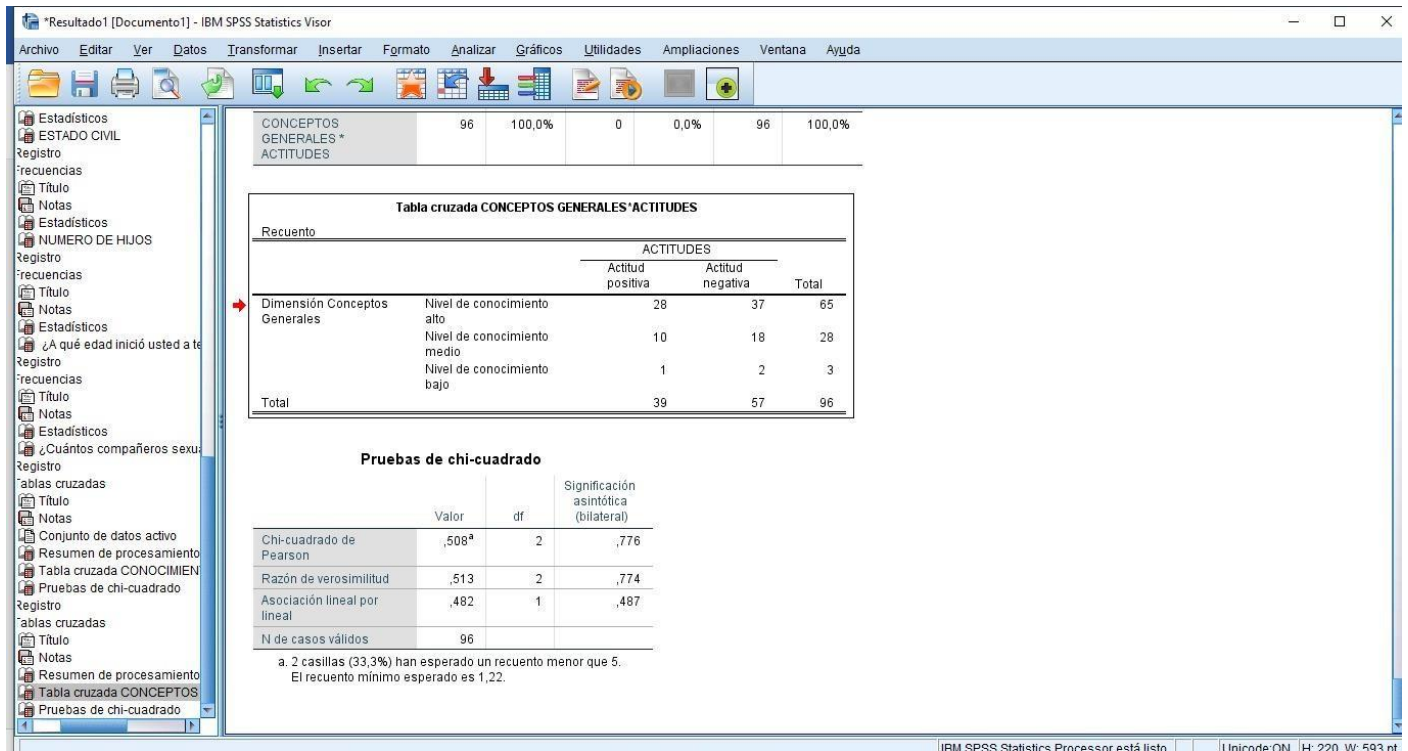 *Resultado1 [Documento1] - IBM SPSS Statistics Visor
Archivo Editar Ver Datos Transformar Insertar Formato Analizar Gráficos Utilidades Ampliaciones Ventana Ayuda
Estadísticos
ESTADO CIVIL
Registro
Frecuencias
Título
Notas
Estadísticos
NUMERO DE HIJOS
Registro
Frecuencias
Título
Notas
Estadísticos
¿A qué edad inició usted a te
Registro
Frecuencias
Título
Notas
Estadísticos
¿Cuántos compañeros sexu
Registro
Tablas cruzadas
Título
Notas
Conjunto de datos activo
Resumen de procesamiento
Tabla cruzada CONOCIMIEN
Pruebas de chi-cuadrado
Registro
Tablas cruzadas
Título
Notas
Resumen de procesamiento
Tabla cruzada CONCEPTOS
Pruebas de chi-cuadrado
CONCEPTOS 96 100,0% 0 0,0% 96 100,0%
GENERALES *
ACTITUDES
Tabla cruzada CONCEPTOS GENERALES*ACTITUDES
Recuento
ACTITUDES
Actitud Actitud
positiva negativa Total
Dimensión Conceptos Nivel de conocimiento 28 37 65
Generales alto
Nivel de conocimiento 10 18 28
medio
Nivel de conocimiento 1 2 3
bajo
Total 39 57 96
Pruebas de chi-cuadrado
Significación
asintótica
Valor df (bilateral)
Chi-cuadrado de ,508a 2 ,776
Pearson
Razón de verosimilitud ,513 2 ,774
Asociación lineal por ,482 1 ,487
lineal
N de casos válidos 96
a. 2 casillas (33,3%) han esperado un recuento menor que 5.
El recuento mínimo esperado es 1,22.
IBM SPSS Statistics Processor está listo Unicode:ON H: 220, W: 593 pt